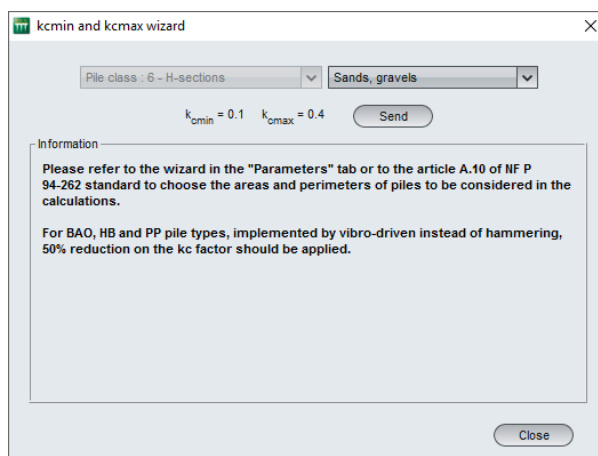 kcmin and kcmax wizard
Pile class : 6 - H-sections
Sands, gravels
kcmin = 0.1 kcmax = 0.4 Send
Information
Please refer to the wizard in the "Parameters" tab or to the article A.10 of NF P
94-262 standard to choose the areas and perimeters of piles to be considered in the
calculations.
For BAO, HB and PP pile types, implemented by vibro-driven instead of hammering,
50% reduction on the kc factor should be applied.
Close